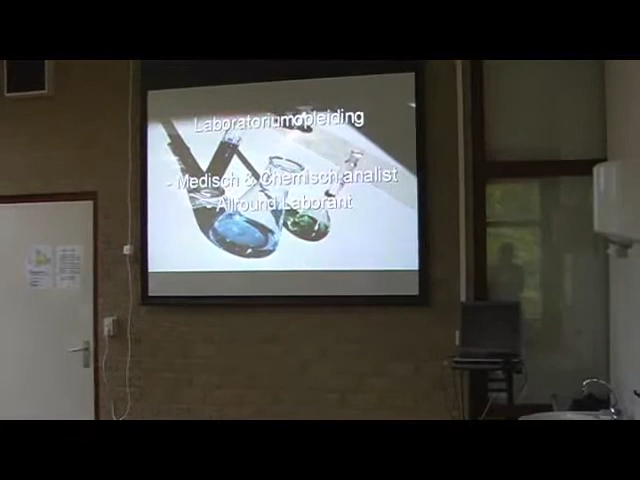 Laboratoriumopleiding
- Medisch & Chemisch analist
Allround Laborant